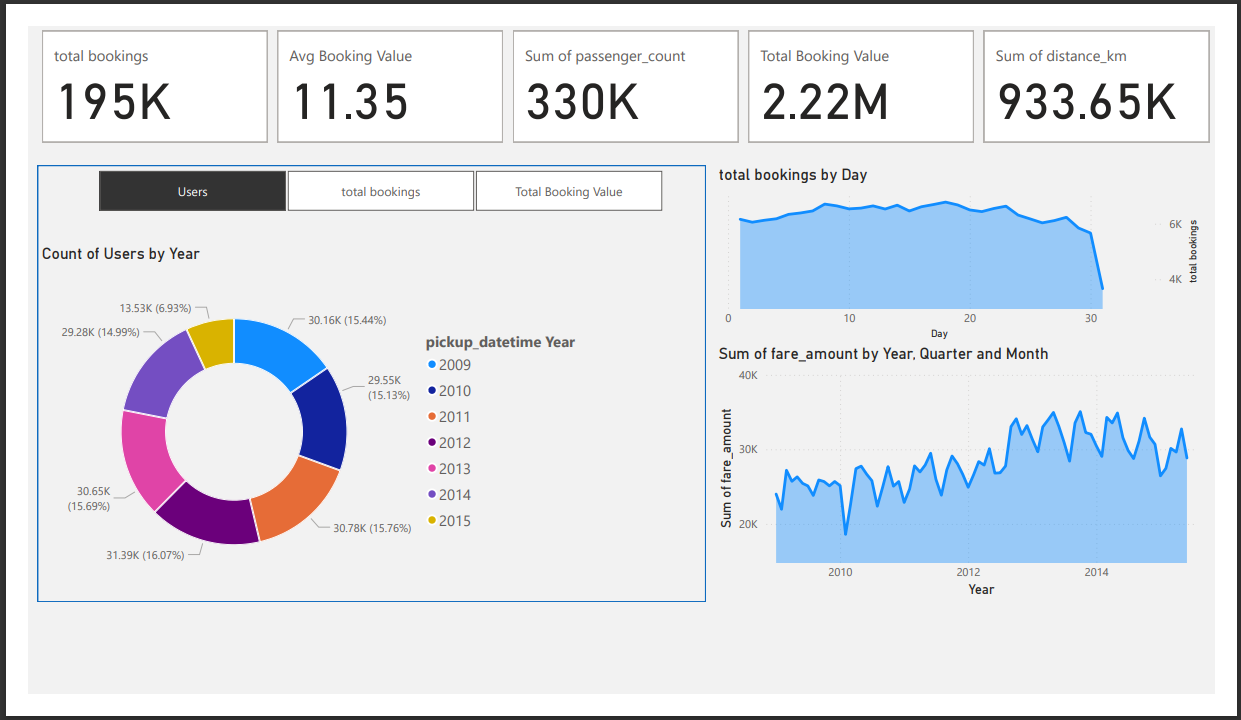 total bookings
195K
Avg Booking Value
11.35
Sum of passenger_count
330K
Total Booking Value
2.22M
Sum of distance_km
933.65K
Users
total bookings
Total Booking Value
Count of Users by Year
13.53K (6.93%)
30.16K (15.44%)
29.28K (14.99%)
29.55K
(15.13%)
30.65K
(15.69%)
30.78K (15.76%)
31.39K (16.07%)
pickup_datetime Year
2009
2010
2011
2012
2013
2014
2015
total bookings by Day
6K
4K
total bookings
0
10
20
30
Day
Sum of fare_amount by Year, Quarter and Month
40K
30K
20K
Sum of fare_amount
2010
2012
2014
Year